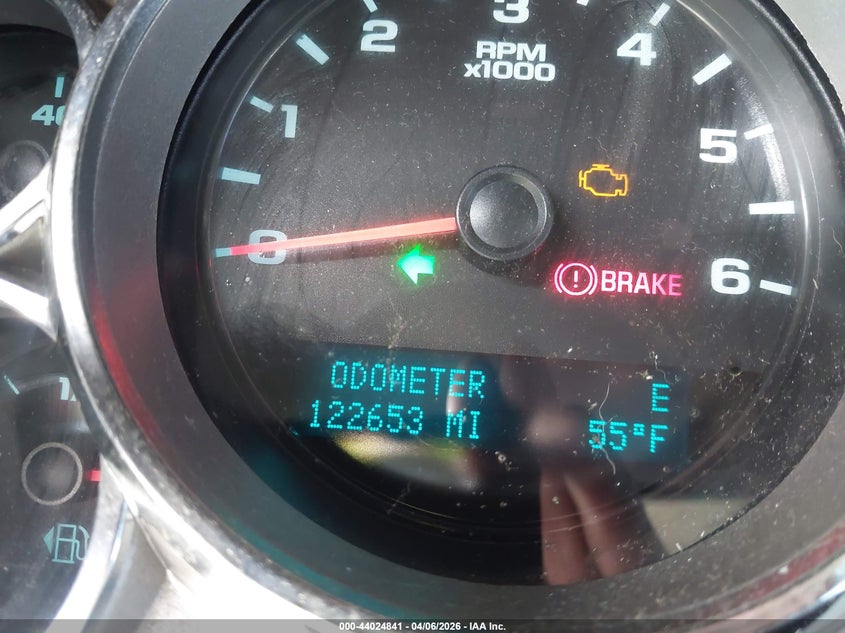 3
2
4
RPM
x1000
40
1
5
0
BRAKE
6
ODOMETER
E
122653 MI
55°F
000-44024841 - 04/06/2026 - © IAA Inc.